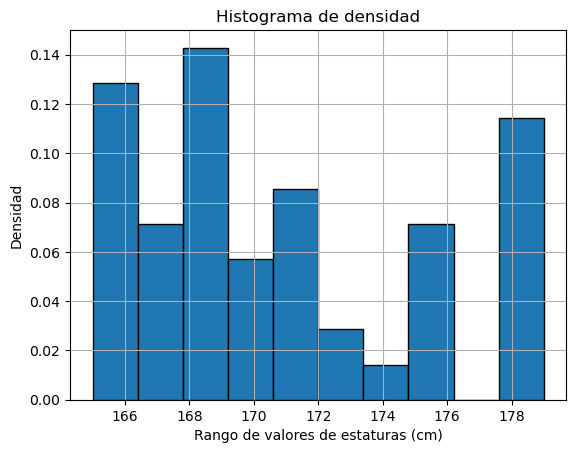 Histograma de densidad
0.14
0.12
0.10
0.08
0.06
0.04
0.02
0.00
Densidad
166 168 170 172 174 176 178
Rango de valores de estaturas (cm)